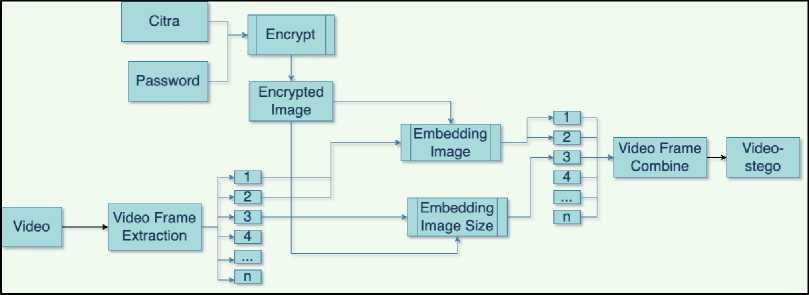 Citra
Encrypt
Password
Encrypted
Image
Embedding
Image
1
2
3
4
...
n
Video Frame
Combine
Video-
stego
Video
Video Frame
Extraction
1
2
3
4
...
n
Embedding
Image Size